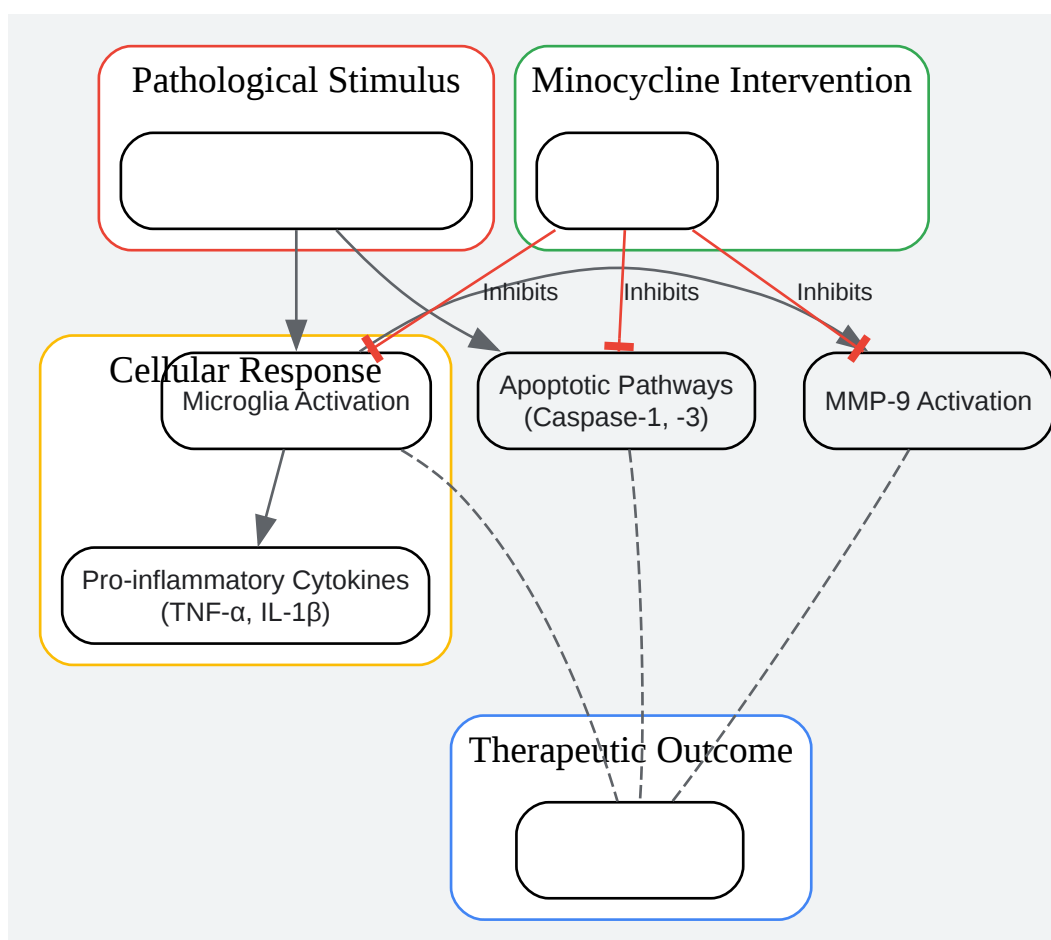 Pathological Stimulus
Minocycline Intervention
Inhibits
Inhibits
Inhibits
Cellular Response
Microglia Activation
Apoptotic Pathways
(Caspase-1, -3)
MMP-9 Activation
Pro-inflammatory Cytokines
(TNF-α, IL-1β)
Therapeutic Outcome